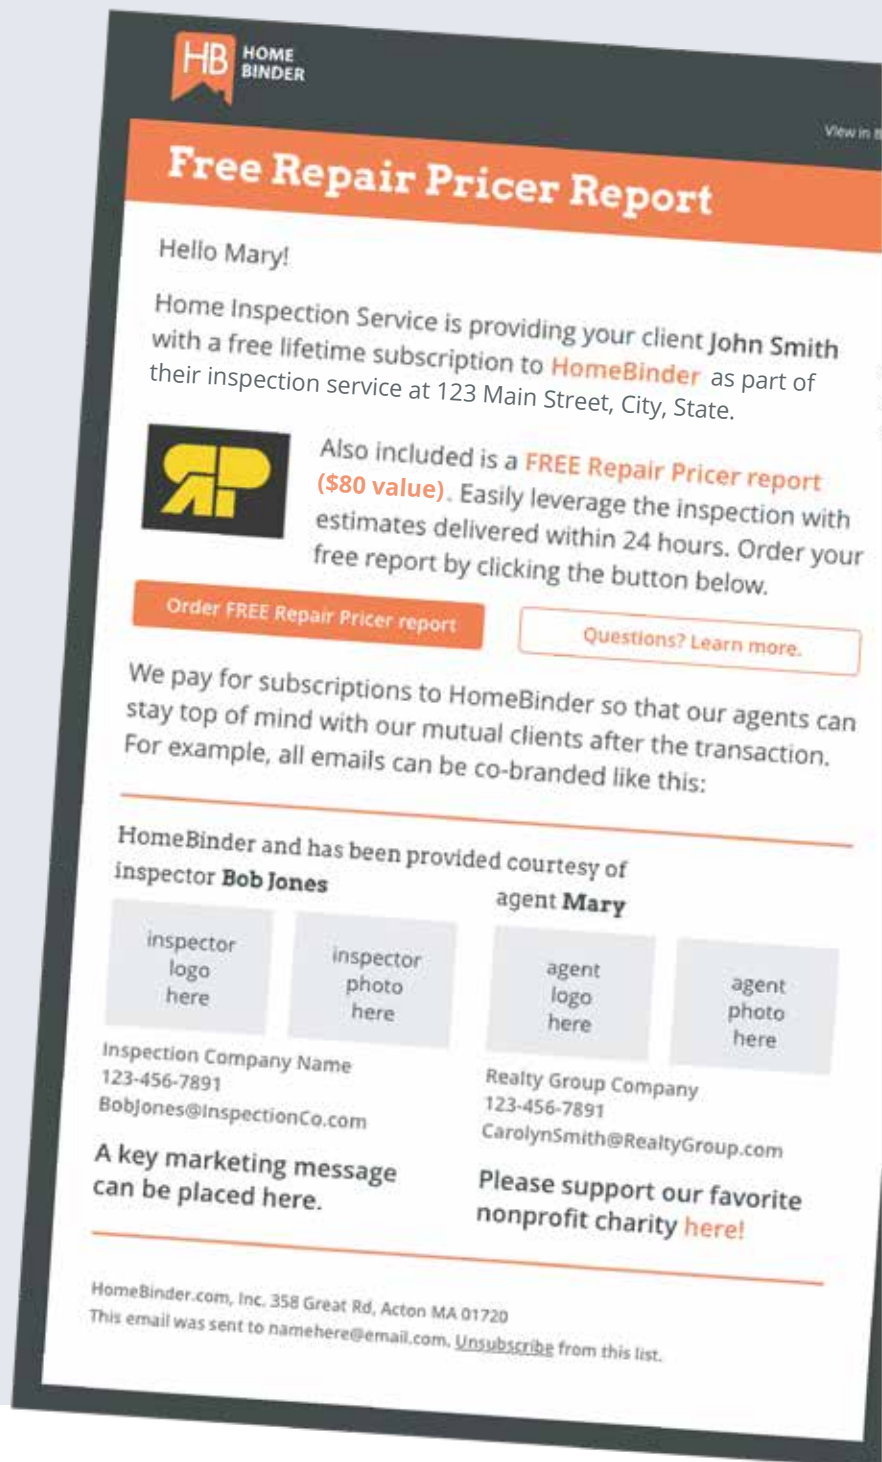 HB HOME
BINDER
View in
Free Repair Pricer Report
Hello Mary!
Home Inspection Service is providing your client John Smith
with a free lifetime subscription to HomeBinder as part of
their inspection service at 123 Main Street, City, State.
Also included is a FREE Repair Pricer report
($80 value). Easily leverage the inspection with
estimates delivered within 24 hours. Order your
free report by clicking the button below.
Order FREE Repair Pricer report
Questions? Learn more.
We pay for subscriptions to HomeBinder so that our agents can
stay top of mind with our mutual clients after the transaction.
For example, all emails can be co-branded like this:
HomeBinder and has been provided courtesy of
inspector Bob Jones
agent Mary
inspector
logo
here
inspector
photo
here
agent
logo
here
agent
photo
here
Inspection Company Name
123-456-7891
BobJones@InspectionCo.com
A key marketing message
can be placed here.
Realty Group Company
123-456-7891
CarolynSmith@RealtyGroup.com
Please support our favorite
nonprofit charity here!
HomeBinder.com, Inc. 358 Great Rd, Acton MA 01720
This email was sent to namehere@email.com. Unsubscribe from this list.